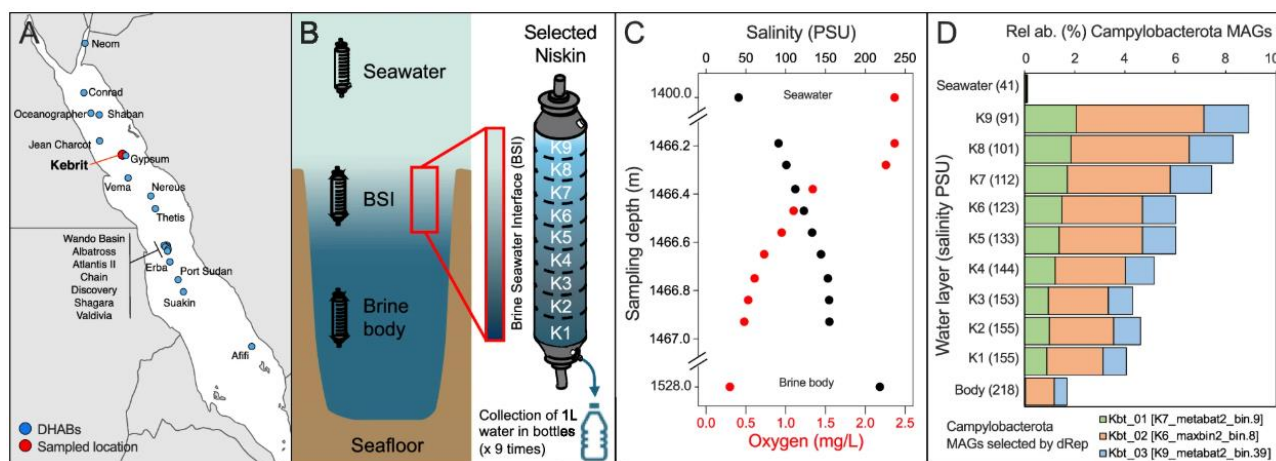 A
Neom
Conrad
Oceanographer
Shaban
Jean Charcot
Kebrit
Gypsum
Vema
Nereus
Thetis
Wando Basin
Albatross
Atlantis II
Chain
Discovery
Shagara
Valdivia
Erba
Port Sudan
Suakin
Afifi
DHABs
Sampled location
B
Seawater
BSI
Brine
body
Seafloor
Brine Seawater Interface (BSI)
Selected
Niskin
K9
K8
K7
K6
K5
K4
K3
K2
K1
Collection of 1L
water in bottles
(x 9 times)
C
Salinity (PSU)
0 50 100 150 200 250
Sampling depth (m)
1400.0
1466.2
1466.4
1466.6
1466.8
1467.0
1528.0
Seawater
Brine body
0.0 0.5 1.0 1.5 2.0 2.5
Oxygen (mg/L)
D
Rel ab. (%) Campylobacterota MAGs
0 2 4 6 8 10
Water layer (salinity PSU)
Seawater (41)
K9 (91)
K8 (101)
K7 (112)
K6 (123)
K5 (133)
K4 (144)
K3 (153)
K2 (155)
K1 (155)
Body (218)
Campylobacterota
MAGs selected by dRep
Kbt_01 [K7_metabat2_bin.9]
Kbt_02 [K6_maxbin2_bin.8]
Kbt_03 [K9_metabat2_bin.39]